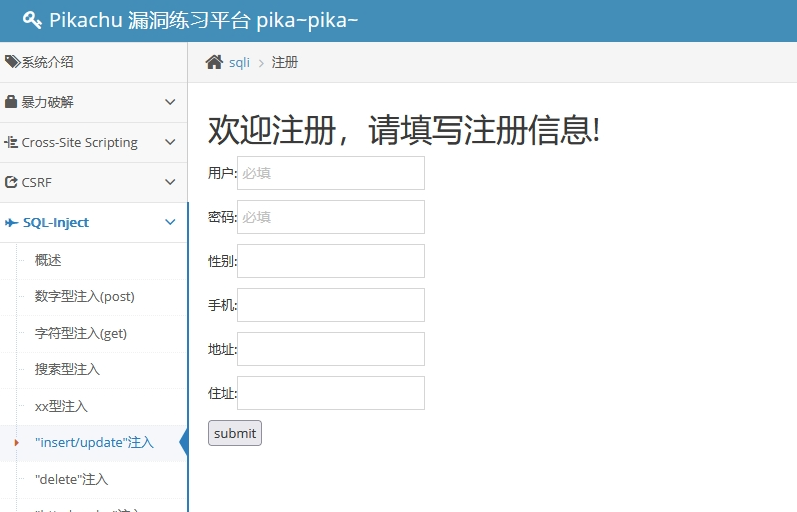 Pikachu 漏洞练习平台 pika~pika~
系统介绍
暴力破解
Cross-Site Scripting
CSRF
SQL-Inject
概述
数字型注入(post)
字符型注入(get)
搜索型注入
xx型注入
"insert/update"注入
"delete"注入
sqli > 注册
欢迎注册，请填写注册信息!
用户: 必填
密码: 必填
性别:
手机:
地址:
住址:
submit